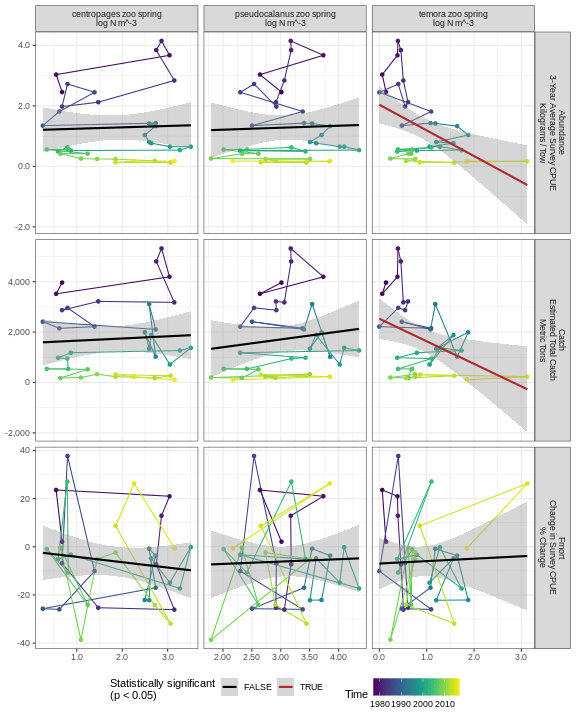 centropages zoo spring
log N m^-3
pseudocalanus zoo spring
log N m^-3
temora zoo spring
log N m^-3
4.0
2.0
0.0
-2.0
Abundance
3-Year Average Survey CPUE
Kilograms / Tow
4,000
2,000
0
-2,000
Catch
Estimated Total Catch
Metric Tons
40
20
0
-20
-40
Fmort
Change in Survey CPUE
% Change
1.0
2.0
3.0
2.00
2.50
3.00
3.50
4.00
0.0
1.0
2.0
3.0
Statistically significant
(p < 0.05)
FALSE
TRUE
Time
1980 1990 2000 2010